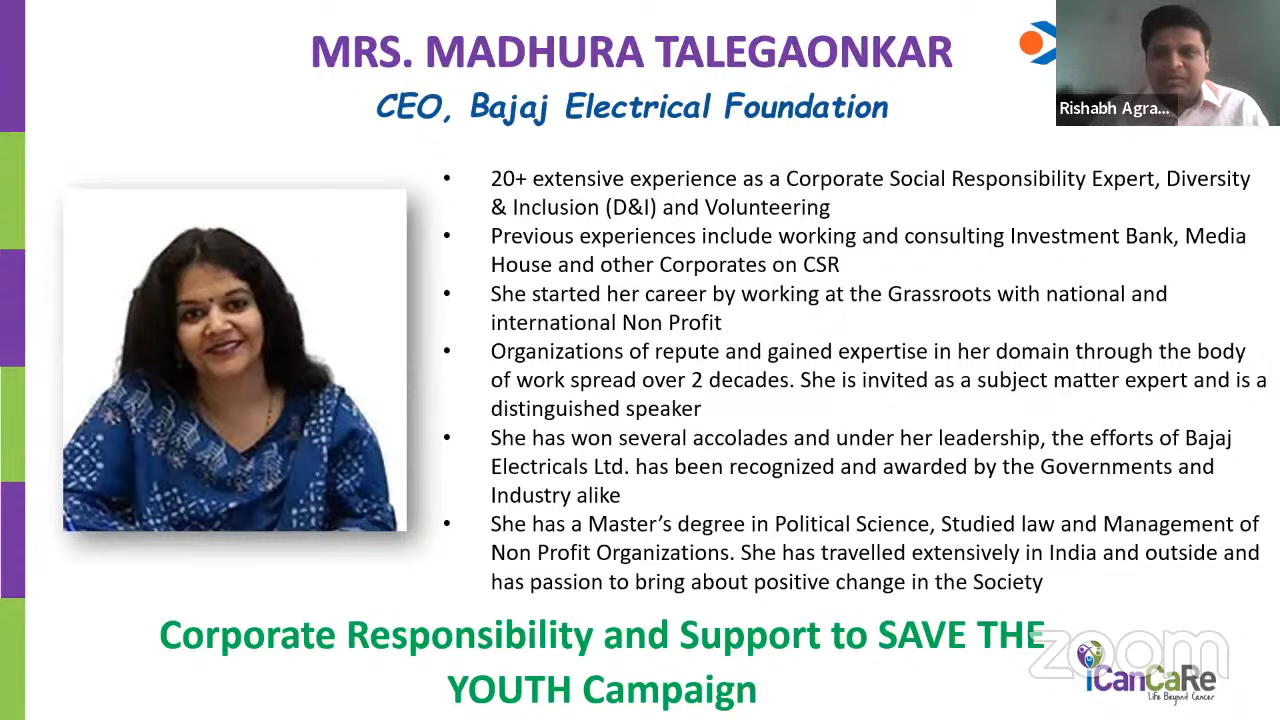 MRS. MADHURA TALEGAONKAR
CEO, Bajaj Electrical Foundation
Rishabh Agra...
• 20+ extensive experience as a Corporate Social Responsibility Expert, Diversity
& Inclusion (D&I) and Volunteering
• Previous experiences include working and consulting Investment Bank, Media
House and other Corporates on CSR
• She started her career by working at the Grassroots with national and
international Non Profit
• Organizations of repute and gained expertise in her domain through the body
of work spread over 2 decades. She is invited as a subject matter expert and is a
distinguished speaker
• She has won several accolades and under her leadership, the efforts of Bajaj
Electricals Ltd. has been recognized and awarded by the Governments and
Industry alike
• She has a Master’s degree in Political Science, Studied law and Management of
Non Profit Organizations. She has travelled extensively in India and outside and
has passion to bring about positive change in the Society
Corporate Responsibility and Support to SAVE THE
YOUTH Campaign
zoom
iCanCaRe
Life Beyond Cancer